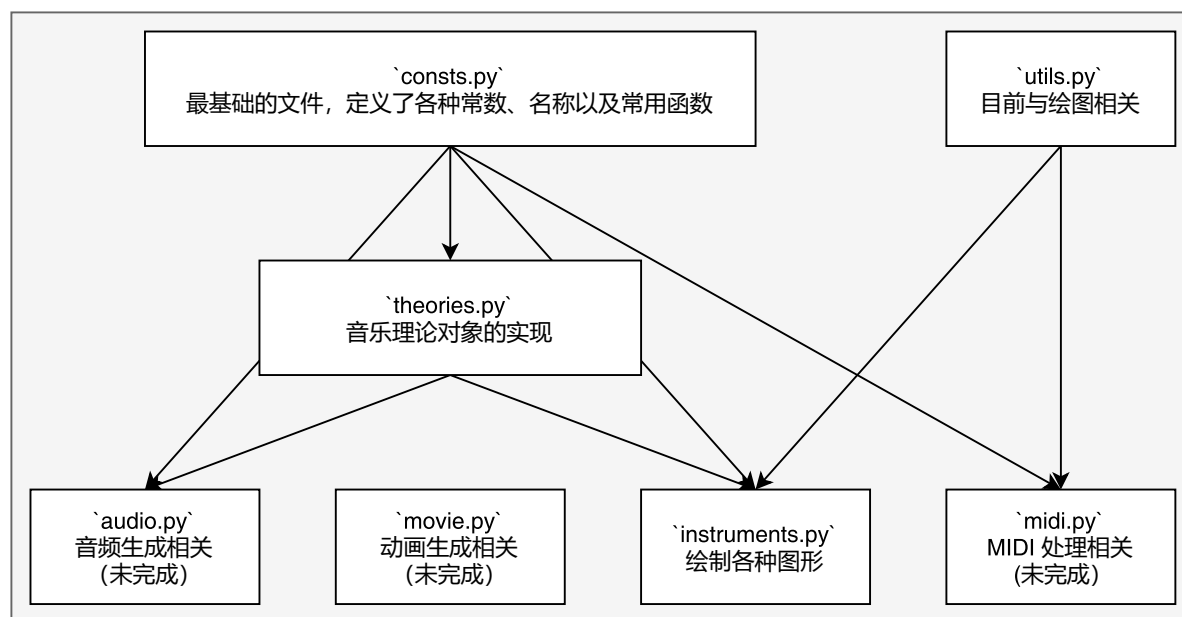 `consts.py`
最基础的文件，定义了各种常数、名称以及常用函数
`utils.py`
目前与绘图相关
`theories.py`
音乐理论对象的实现
`audio.py`
音频生成相关
（未完成）
`movie.py`
动画生成相关
（未完成）
`instruments.py`
绘制各种图形
`midi.py`
MIDI 处理相关
(未完成）